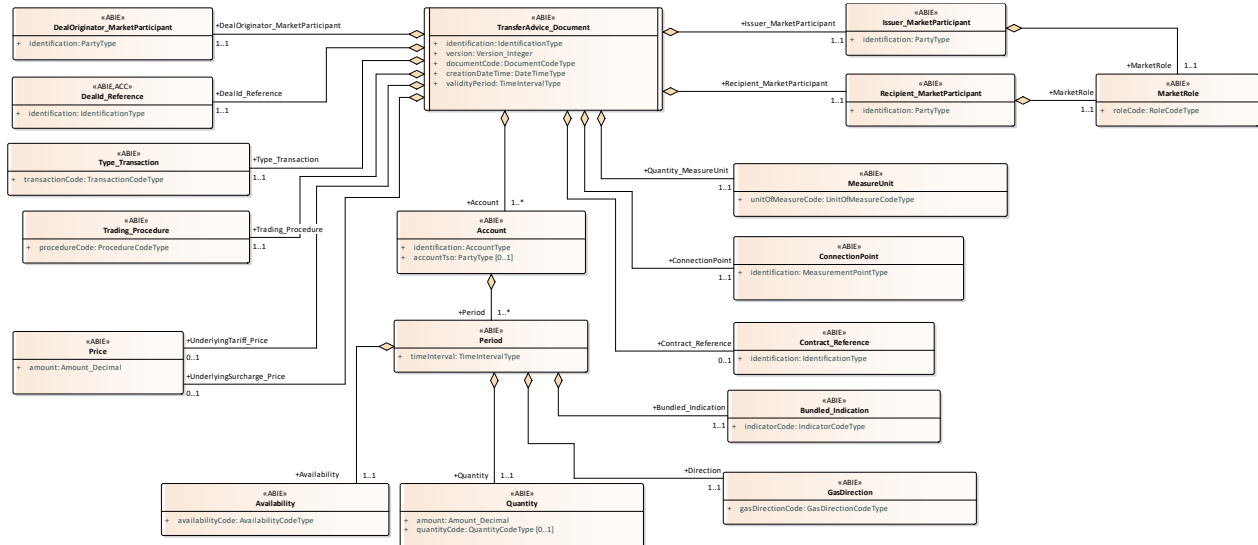 «ABIE»
DealOriginator_MarketParticipant
+ identification: PartyType
+DealOriginator_MarketParticipant
1..1
«ABIE»
TransferAdvice_Document
+ identification: IdentificationType
+ version: Version_Integer
+ documentCode: DocumentCodeType
+ creationDateTime: DateTimeType
+ validityPeriod: TimeIntervalType
+Issuer_MarketParticipant
1..1
«ABIE»
Issuer_MarketParticipant
+ identification: PartyType
«ABIE,ACC»
DealId_Reference
+ identification: IdentificationType
+DealId_Reference
1..1
+Recipient_MarketParticipant
1..1
«ABIE»
Recipient_MarketParticipant
+ identification: PartyType
+MarketRole 1..1
+MarketRole
1..1
«ABIE»
MarketRole
+ roleCode: RoleCodeType
«ABIE»
Type_Transaction
+ transactionCode: TransactionCodeType
+Type_Transaction
1..1
+Quantity_MeasureUnit
1..1
«ABIE»
MeasureUnit
+ unitOfMeasureCode: UnitOfMeasureCodeType
«ABIE»
Trading_Procedure
+ procedureCode: ProcedureCodeType
+Trading_Procedure
1..1
+Account 1..*
«ABIE»
Account
+ identification: AccountType
+ accountTso: PartyType [0..1]
+ConnectionPoint
1..1
«ABIE»
ConnectionPoint
+ identification: MeasurementPointType
+Period 1..*
«ABIE»
Period
+ timeInterval: TimeIntervalType
«ABIE»
Price
+ amount: Amount_Decimal
+UnderlyingTariff_Price
0..1
+UnderlyingSurcharge_Price
0..1
+Contract_Reference
0..1
«ABIE»
Contract_Reference
+ identification: IdentificationType
+Bundled_Indication
1..1
«ABIE»
Bundled_Indication
+ indicatorCode: IndicatorCodeType
+Availability 1..1
«ABIE»
Availability
+ availabilityCode: AvailabilityCodeType
+Quantity 1..1
«ABIE»
Quantity
+ amount: Amount_Decimal
+ quantityCode: QuantityCodeType [0..1]
+Direction
1..1
«ABIE»
GasDirection
+ gasDirectionCode: GasDirectionCodeType